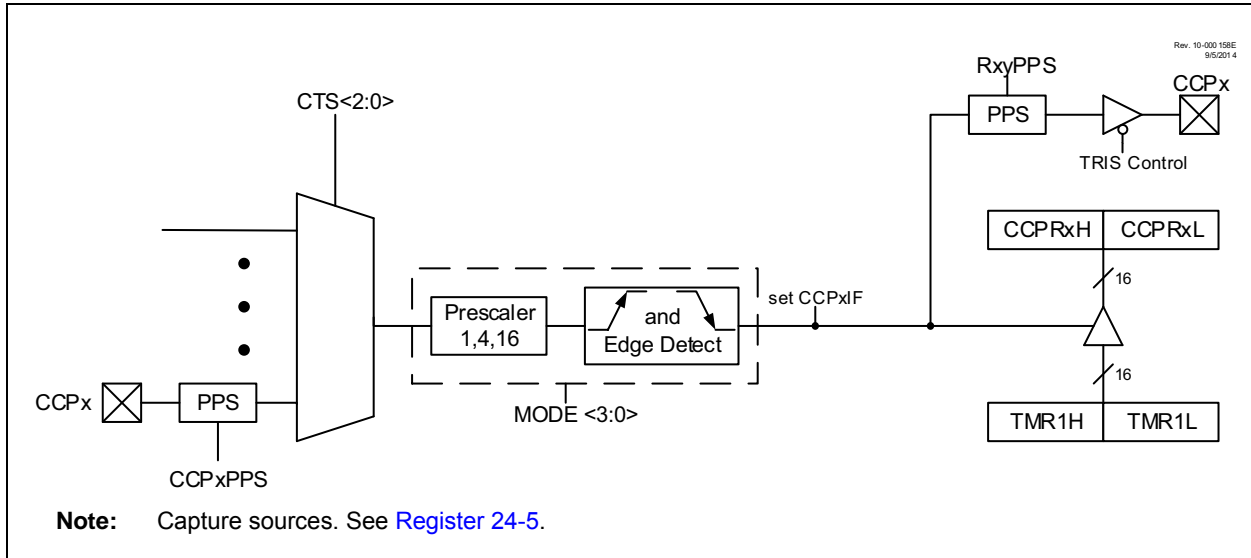 Rev. 10-000 158E
9/5/2014
RxyPPS
CCPx
CTS<2:0>
PPS
TRIS Control
CCPRxH
CCPRxL
16
set CCPxIF
Prescaler
1,4,16
and
Edge Detect
16
CCPx
PPS
MODE <3:0>
TMR1H
TMR1L
CCPxPPS
Note: Capture sources. See Register 24-5.